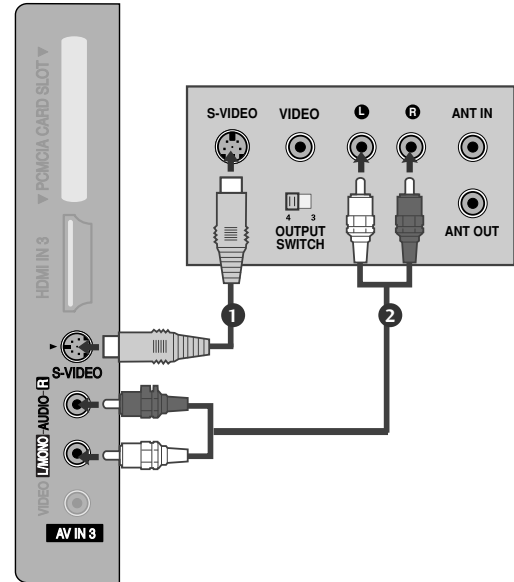 ▼ PCMCIA CARD SLOT ▼
HDMI IN 3
S-VIDEO
VIDEO L/MONO-AUDIO-R
AV IN 3
S-VIDEO VIDEO L R ANT IN
4 3
OUTPUT
SWITCH
ANT OUT
1
2